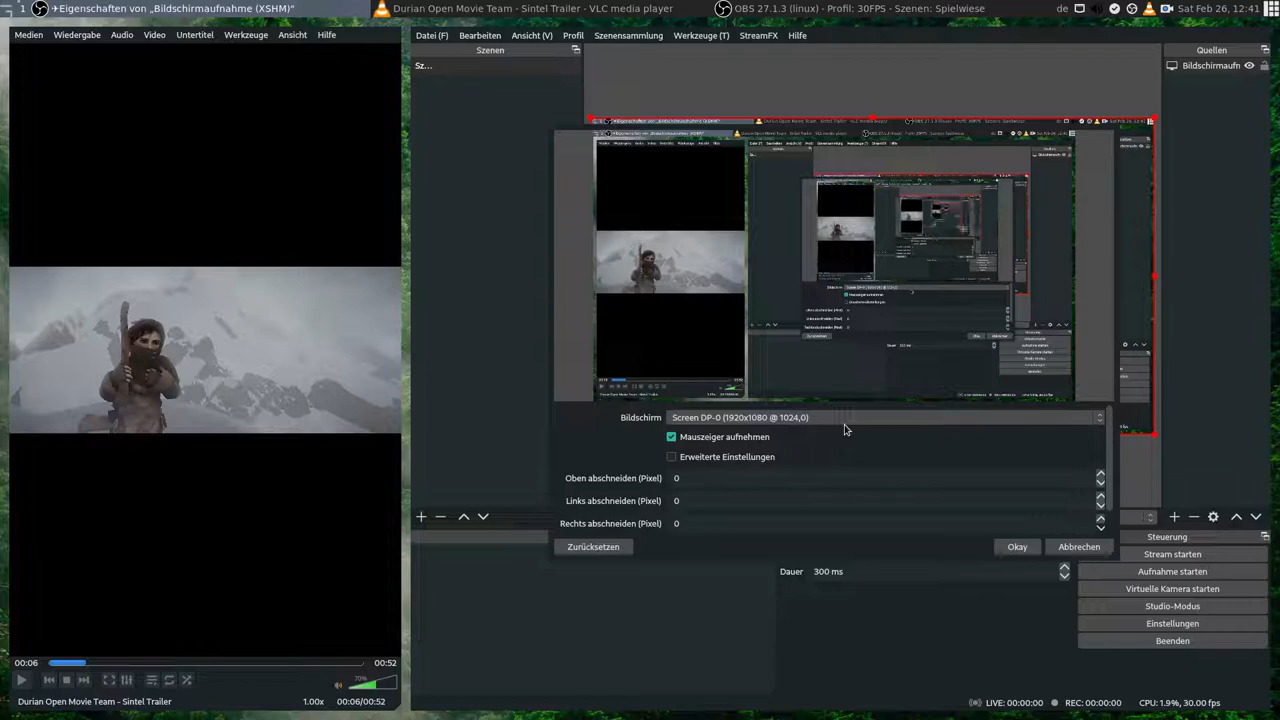 ✈Eigenschaften von „Bildschirmaufnahme (XSHM)“
Durian Open Movie Team - Sintel Trailer - VLC media player
OBS 27.1.3 (linux) - Profil: 30FPS - Szenen: Spielwiese
de
Sat Feb 26, 12:41
Medien Wiedergabe Audio Video Untertitel Werkzeuge Ansicht Hilfe
Datei (F) Bearbeiten Ansicht (V) Profil Szenensammlung Werkzeuge (T) StreamFX Hilfe
Szenen
Quellen
Sz...
Bildschirmaufn
Bildschirm Screen DP-0 (1920x1080 @ 1024,0)
Mauszeiger aufnehmen
Erweiterte Einstellungen
Oben abschneiden (Pixel) 0
Links abschneiden (Pixel) 0
Rechts abschneiden (Pixel) 0
Zurücksetzen Okay Abbrechen
Dauer 300 ms
Steuerung
Stream starten
Aufnahme starten
Virtuelle Kamera starten
Studio-Modus
Einstellungen
Beenden
00:06 00:52
70%
Durian Open Movie Team - Sintel Trailer 1.00x 00:06/00:52
LIVE: 00:00:00 REC: 00:00:00 CPU: 1.9%, 30.00 fps